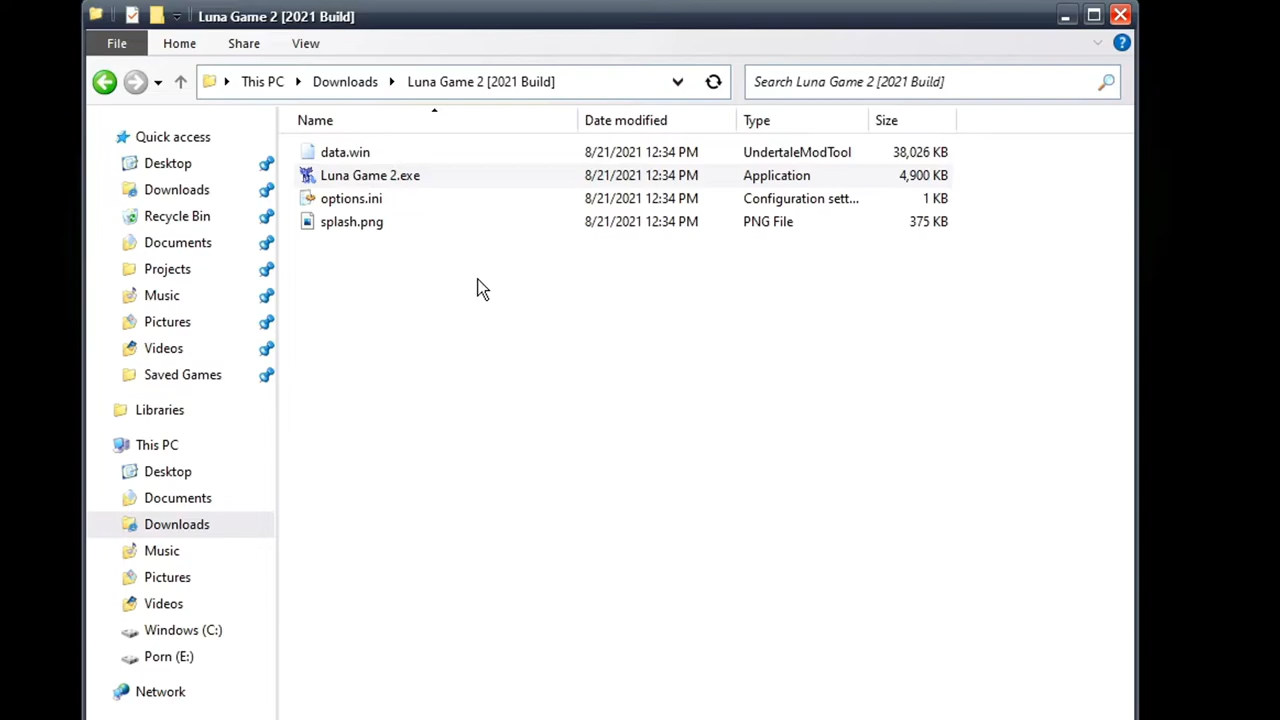 Luna Game 2 [2021 Build]
File Home Share View
This PC Downloads Luna Game 2 [2021 Build] Search Luna Game 2 [2021 Build]
Name Date modified Type Size
data.win 8/21/2021 12:34 PM UndertaleModTool 38,026 KB
Luna Game 2.exe 8/21/2021 12:34 PM Application 4,900 KB
options.ini 8/21/2021 12:34 PM Configuration sett... 1 KB
splash.png 8/21/2021 12:34 PM PNG File 375 KB
Quick access
Desktop
Downloads
Recycle Bin
Documents
Projects
Music
Pictures
Videos
Saved Games
Libraries
This PC
Desktop
Documents
Downloads
Music
Pictures
Videos
Windows (C:)
Porn (E:)
Network